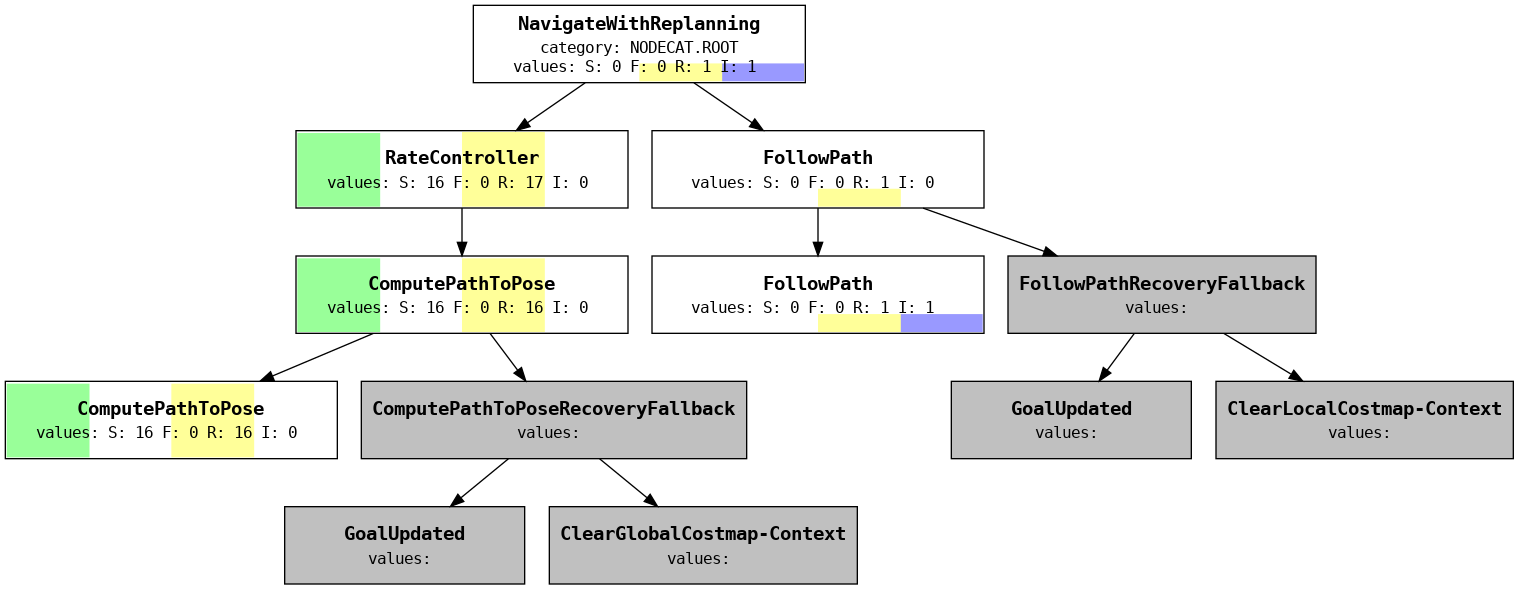 NavigateWithReplanning
category: NODECAT.ROOT
values: S: 0 F: 0 R: 1 I: 1
RateController
values: S: 16 F: 0 R: 17 I: 0
FollowPath
values: S: 0 F: 0 R: 1 I: 0
ComputePathToPose
values: S: 16 F: 0 R: 16 I: 0
FollowPath
values: S: 0 F: 0 R: 1 I: 1
FollowPathRecoveryFallback
values:
ComputePathToPose
values: S: 16 F: 0 R: 16 I: 0
ComputePathToPoseRecoveryFallback
values:
GoalUpdated
values:
ClearLocalCostmap-Context
values:
GoalUpdated
values:
ClearGlobalCostmap-Context
values: